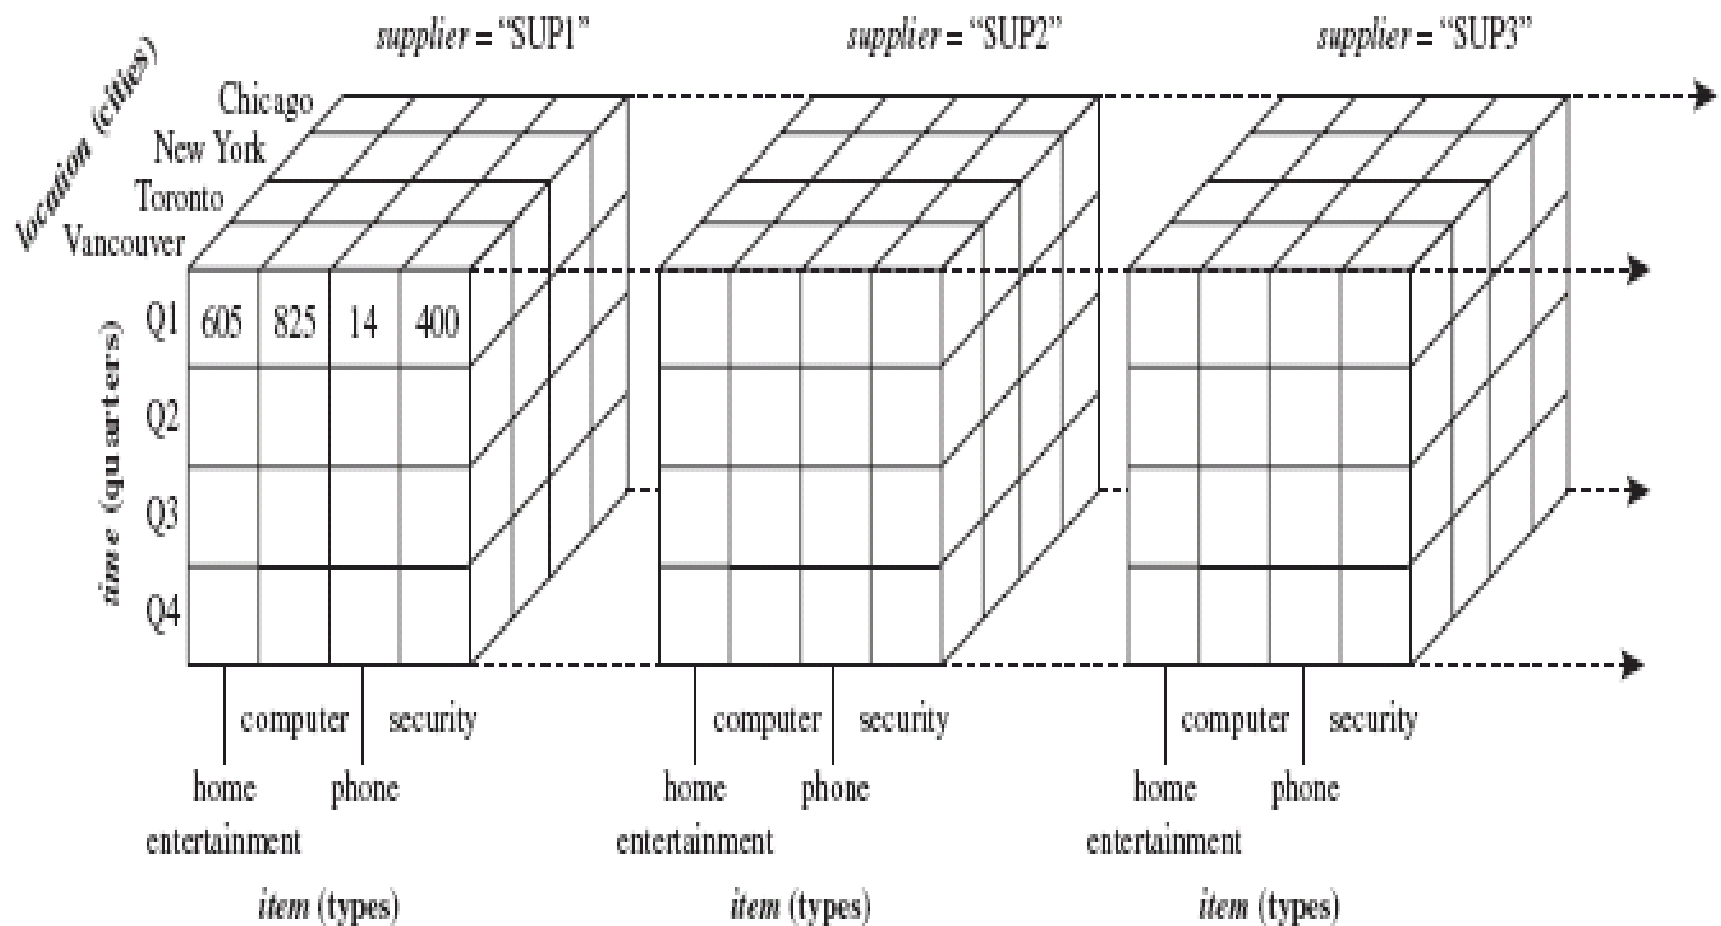 supplier = “SUP1” supplier = “SUP2” supplier = “SUP3”
location (cities)
Chicago
New York
Toronto
Vancouver
time (quarters)
Q1 605 825 14 400
Q2
Q3
Q4
computer security computer security computer security
home phone home phone home phone
entertainment entertainment entertainment
item (types) item (types) item (types)